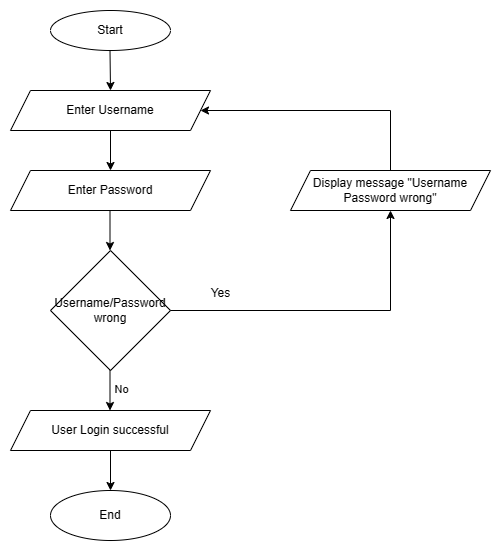 Start
Enter Username
Enter Password
Display message "Username
Password wrong"
Username/Password
wrong
Yes
No
User Login successful
End